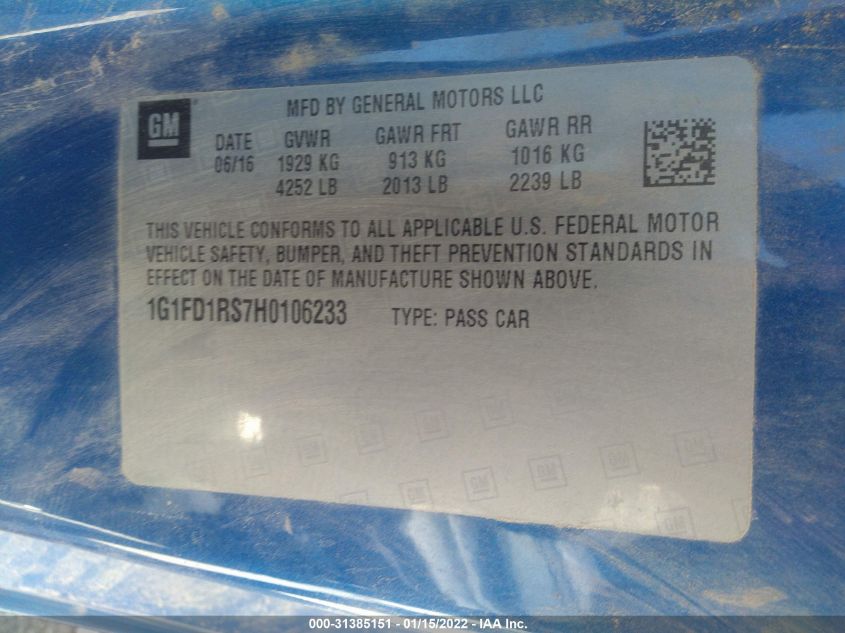 MFD BY GENERAL MOTORS LLC
GM
DATE GVWR GAWR FRT GAWR RR
06/16 1929 KG 913 KG 1016 KG
4252 LB 2013 LB 2239 LB
THIS VEHICLE CONFORMS TO ALL APPLICABLE U.S. FEDERAL MOTOR
VEHICLE SAFETY, BUMPER, AND THEFT PREVENTION STANDARDS IN
EFFECT ON THE DATE OF MANUFACTURE SHOWN ABOVE.
1G1FD1RS7H0106233 TYPE: PASS CAR
000-31385151 - 01/15/2022 - IAA Inc.